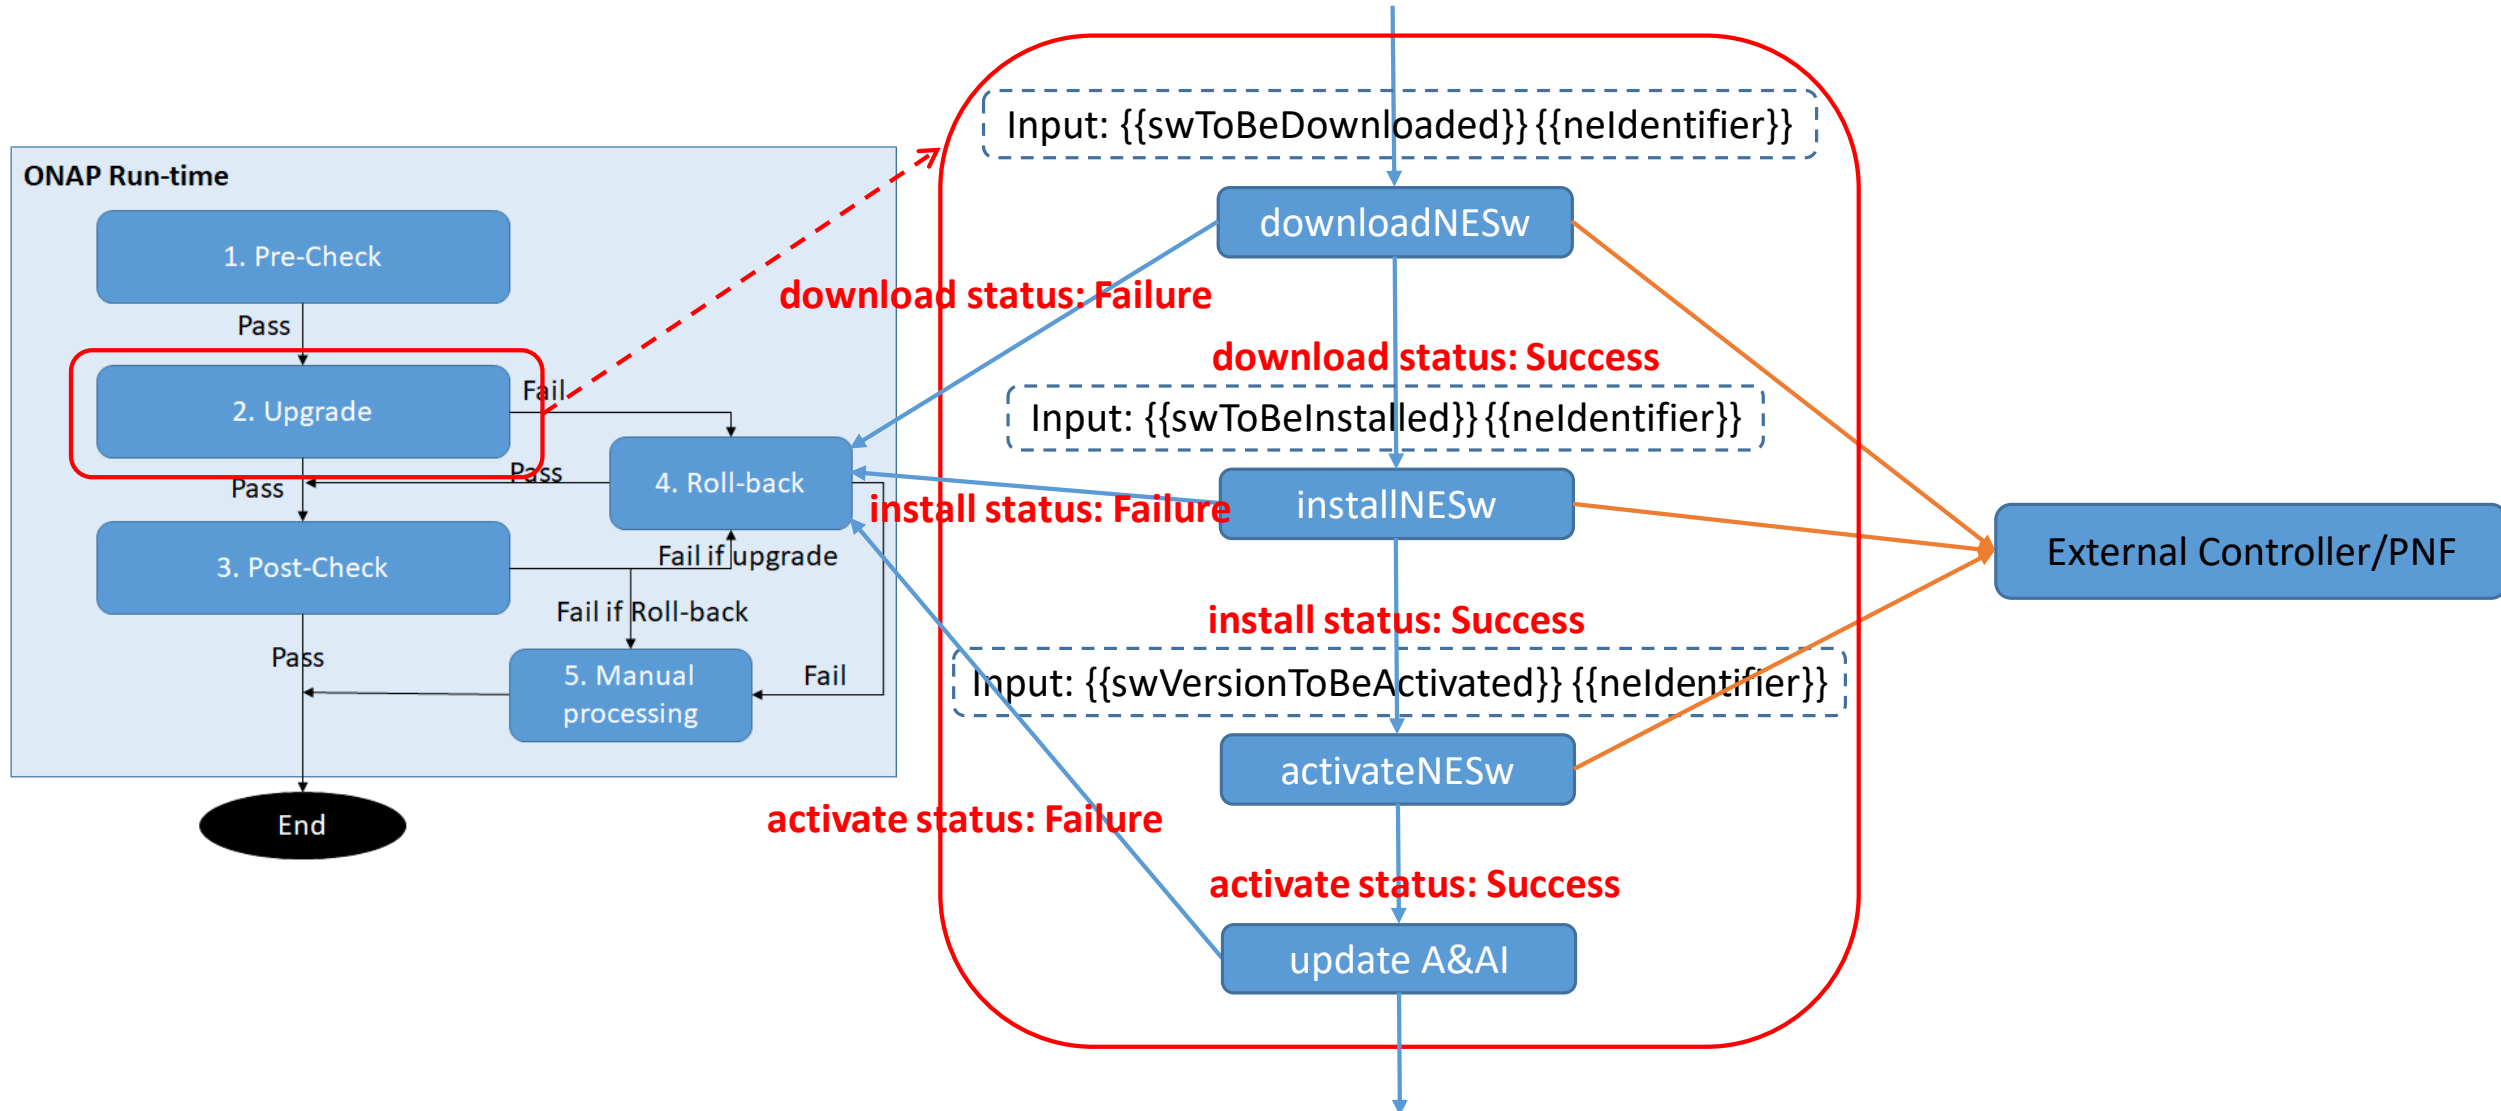 ONAP Run-time
1. Pre-Check
Pass
2. Upgrade
Fail
Pass
Pass
4. Roll-back
3. Post-Check
Fail if upgrade
Fail if Roll-back
Pass
5. Manual
processing
Fail
End
Input: {{swToBeDownloaded}} {{neIdentifier}}
downloadNESw
download status: Failure
download status: Success
Input: {{swToBeInstalled}} {{neIdentifier}}
installNESw
install status: Failure
install status: Success
Input: {{swVersionToBeActivated}} {{neIdentifier}}
activateNESw
activate status: Failure
activate status: Success
update A&AI
External Controller/PNF